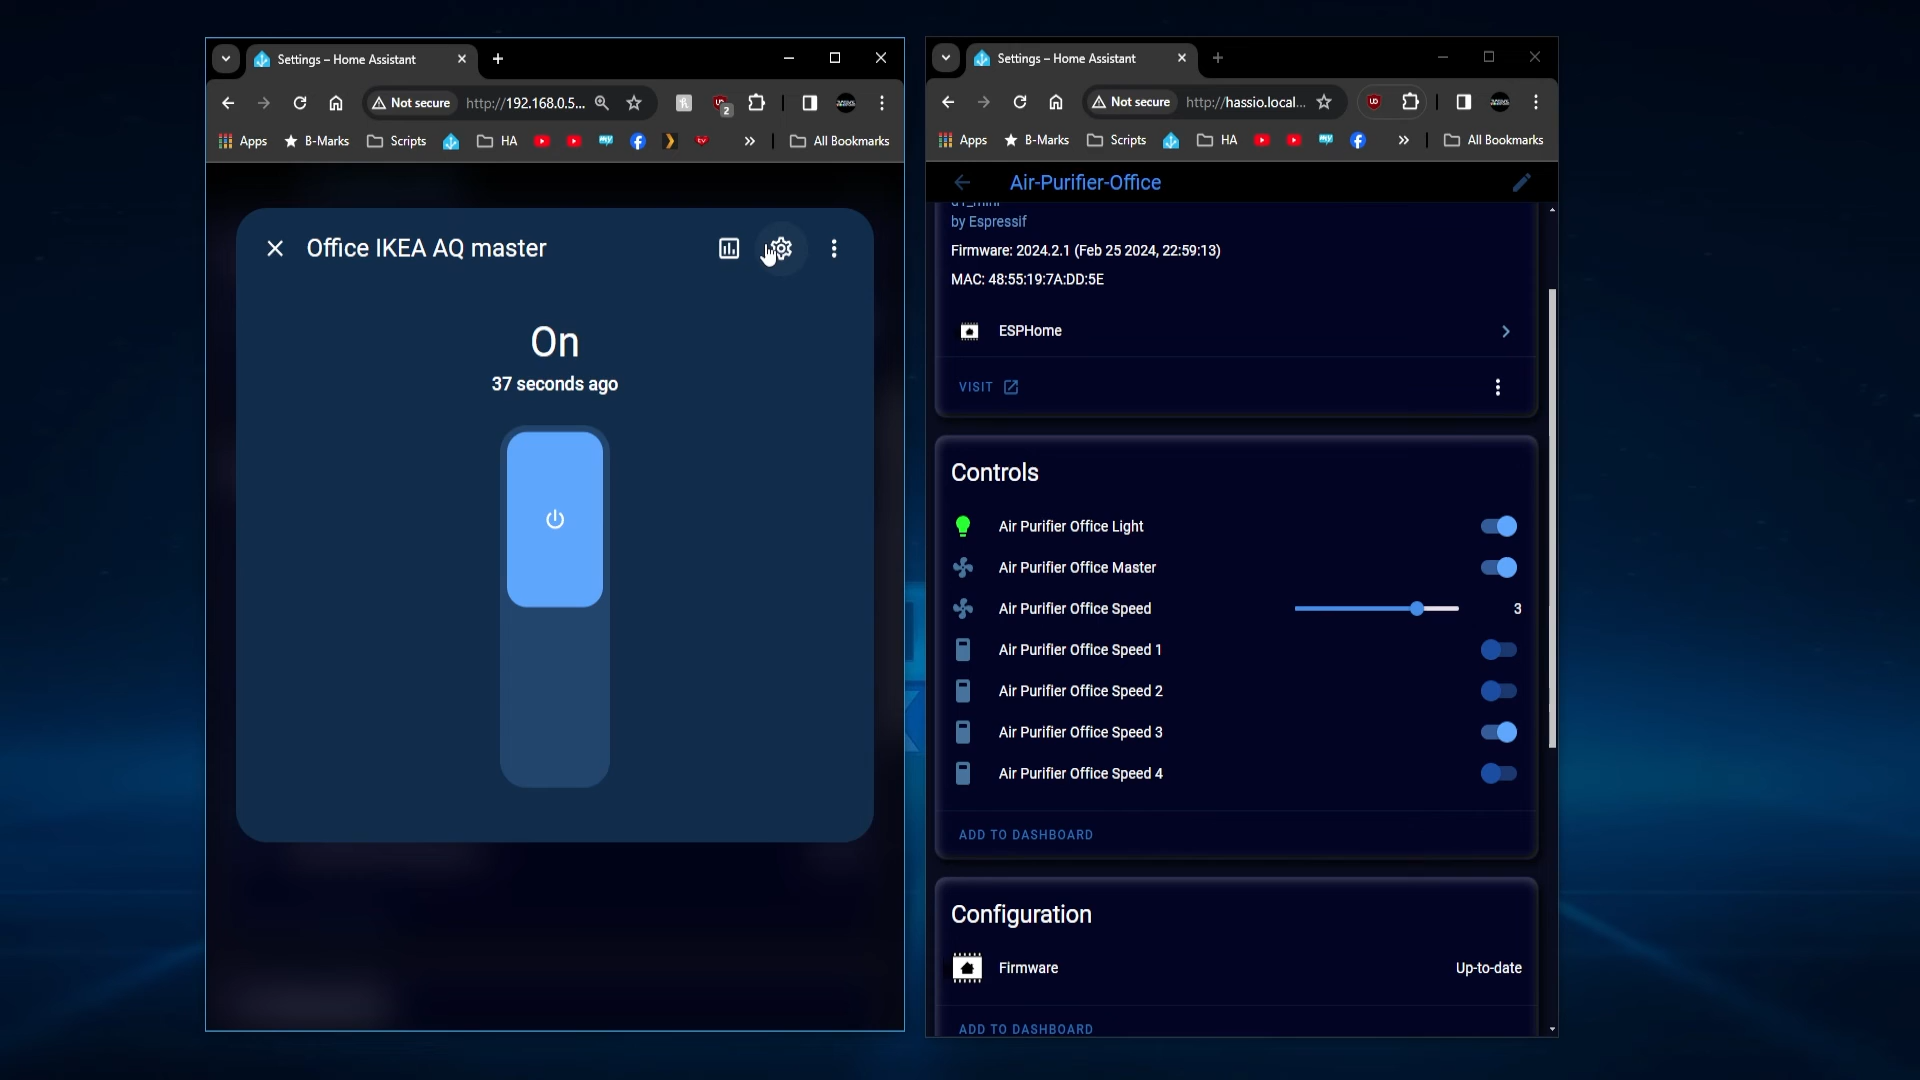 Settings – Home Assistant
Not secure
http://192.168.0.5...
2
Apps
B-Marks
Scripts
HA
All Bookmarks
Office IKEA AQ master
On
37 seconds ago
Settings – Home Assistant
Not secure
http://hassio.local...
Apps
B-Marks
Scripts
HA
All Bookmarks
Air-Purifier-Office
d1_mini
by Espressif
Firmware: 2024.2.1 (Feb 25 2024, 22:59:13)
MAC: 48:55:19:7A:DD:5E
ESPHome
VISIT
Controls
Air Purifier Office Light
Air Purifier Office Master
Air Purifier Office Speed
3
Air Purifier Office Speed 1
Air Purifier Office Speed 2
Air Purifier Office Speed 3
Air Purifier Office Speed 4
ADD TO DASHBOARD
Configuration
Firmware
Up-to-date
ADD TO DASHBOARD